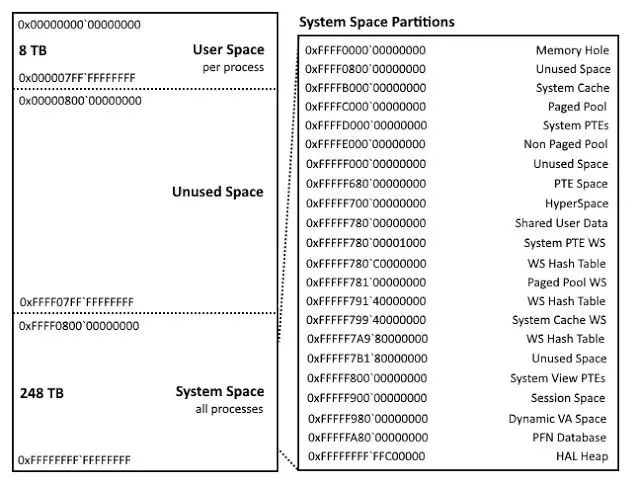 0x00000000`00000000
8 TB User Space
per process
0x000007FF`FFFFFFFF
0x00000800`00000000
Unused Space
0xFFFF07FF`FFFFFFFF
0xFFFF0800`00000000
248 TB System Space
all processes
0xFFFFFFFF`FFFFFFFF
System Space Partitions
0xFFFF0000`00000000 Memory Hole
0xFFFF0800`00000000 Unused Space
0xFFFFB000`00000000 System Cache
0xFFFFC000`00000000 Paged Pool
0xFFFFD000`00000000 System PTEs
0xFFFFE000`00000000 Non Paged Pool
0xFFFFF000`00000000 Unused Space
0xFFFFF680`00000000 PTE Space
0xFFFFF700`00000000 HyperSpace
0xFFFFF780`00000000 Shared User Data
0xFFFFF780`00001000 System PTE WS
0xFFFFF780`C0000000 WS Hash Table
0xFFFFF781`00000000 Paged Pool WS
0xFFFFF791`40000000 WS Hash Table
0xFFFFF799`40000000 System Cache WS
0xFFFFF7A9`80000000 WS Hash Table
0xFFFFF7B1`80000000 Unused Space
0xFFFFF800`00000000 System View PTEs
0xFFFFF900`00000000 Session Space
0xFFFFF980`00000000 Dynamic VA Space
0xFFFFFA80`00000000 PFN Database
0xFFFFFFFF`FFC00000 HAL Heap